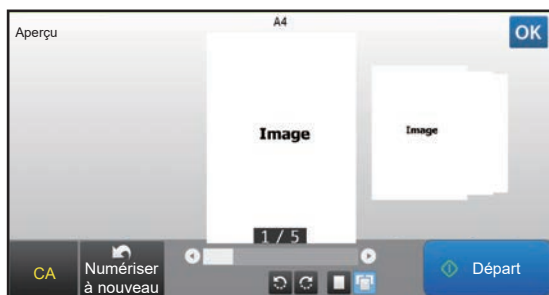 Aperçu
A4
OK
Image
Image
1 / 5
CA
Numériser
à nouveau
Départ